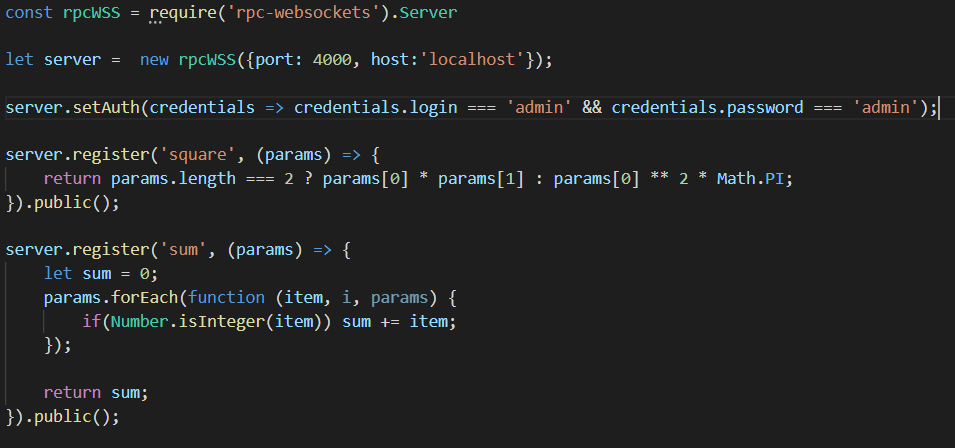 const rpcWSS = require('rpc-websockets').Server
let server =  new rpcWSS({port: 4000, host:'localhost'});
server.setAuth(credentials => credentials.login === 'admin' && credentials.password === 'admin');
server.register('square', (params) => {
    return params.length === 2 ? params[0] * params[1] : params[0] ** 2 * Math.PI;
}).public();
server.register('sum', (params) => {
    let sum = 0;
    params.forEach(function (item, i, params) {
        if(Number.isInteger(item)) sum += item;
    });
    return sum;
}).public();